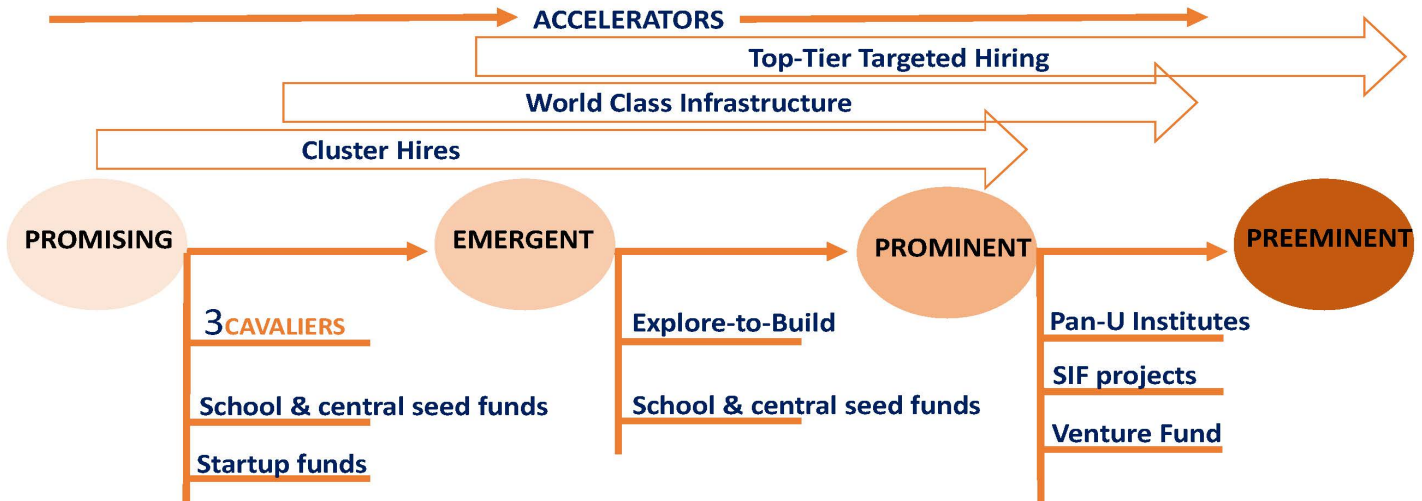 ACCELERATORS
Top-Tier Targeted Hiring
World Class Infrastructure
Cluster Hires
PROMISING
EMERGENT
PROMINENT
PREEMINENT
3CAVALIERS
School & central seed funds
Startup funds
Explore-to-Build
School & central seed funds
Pan-U Institutes
SIF projects
Venture Fund